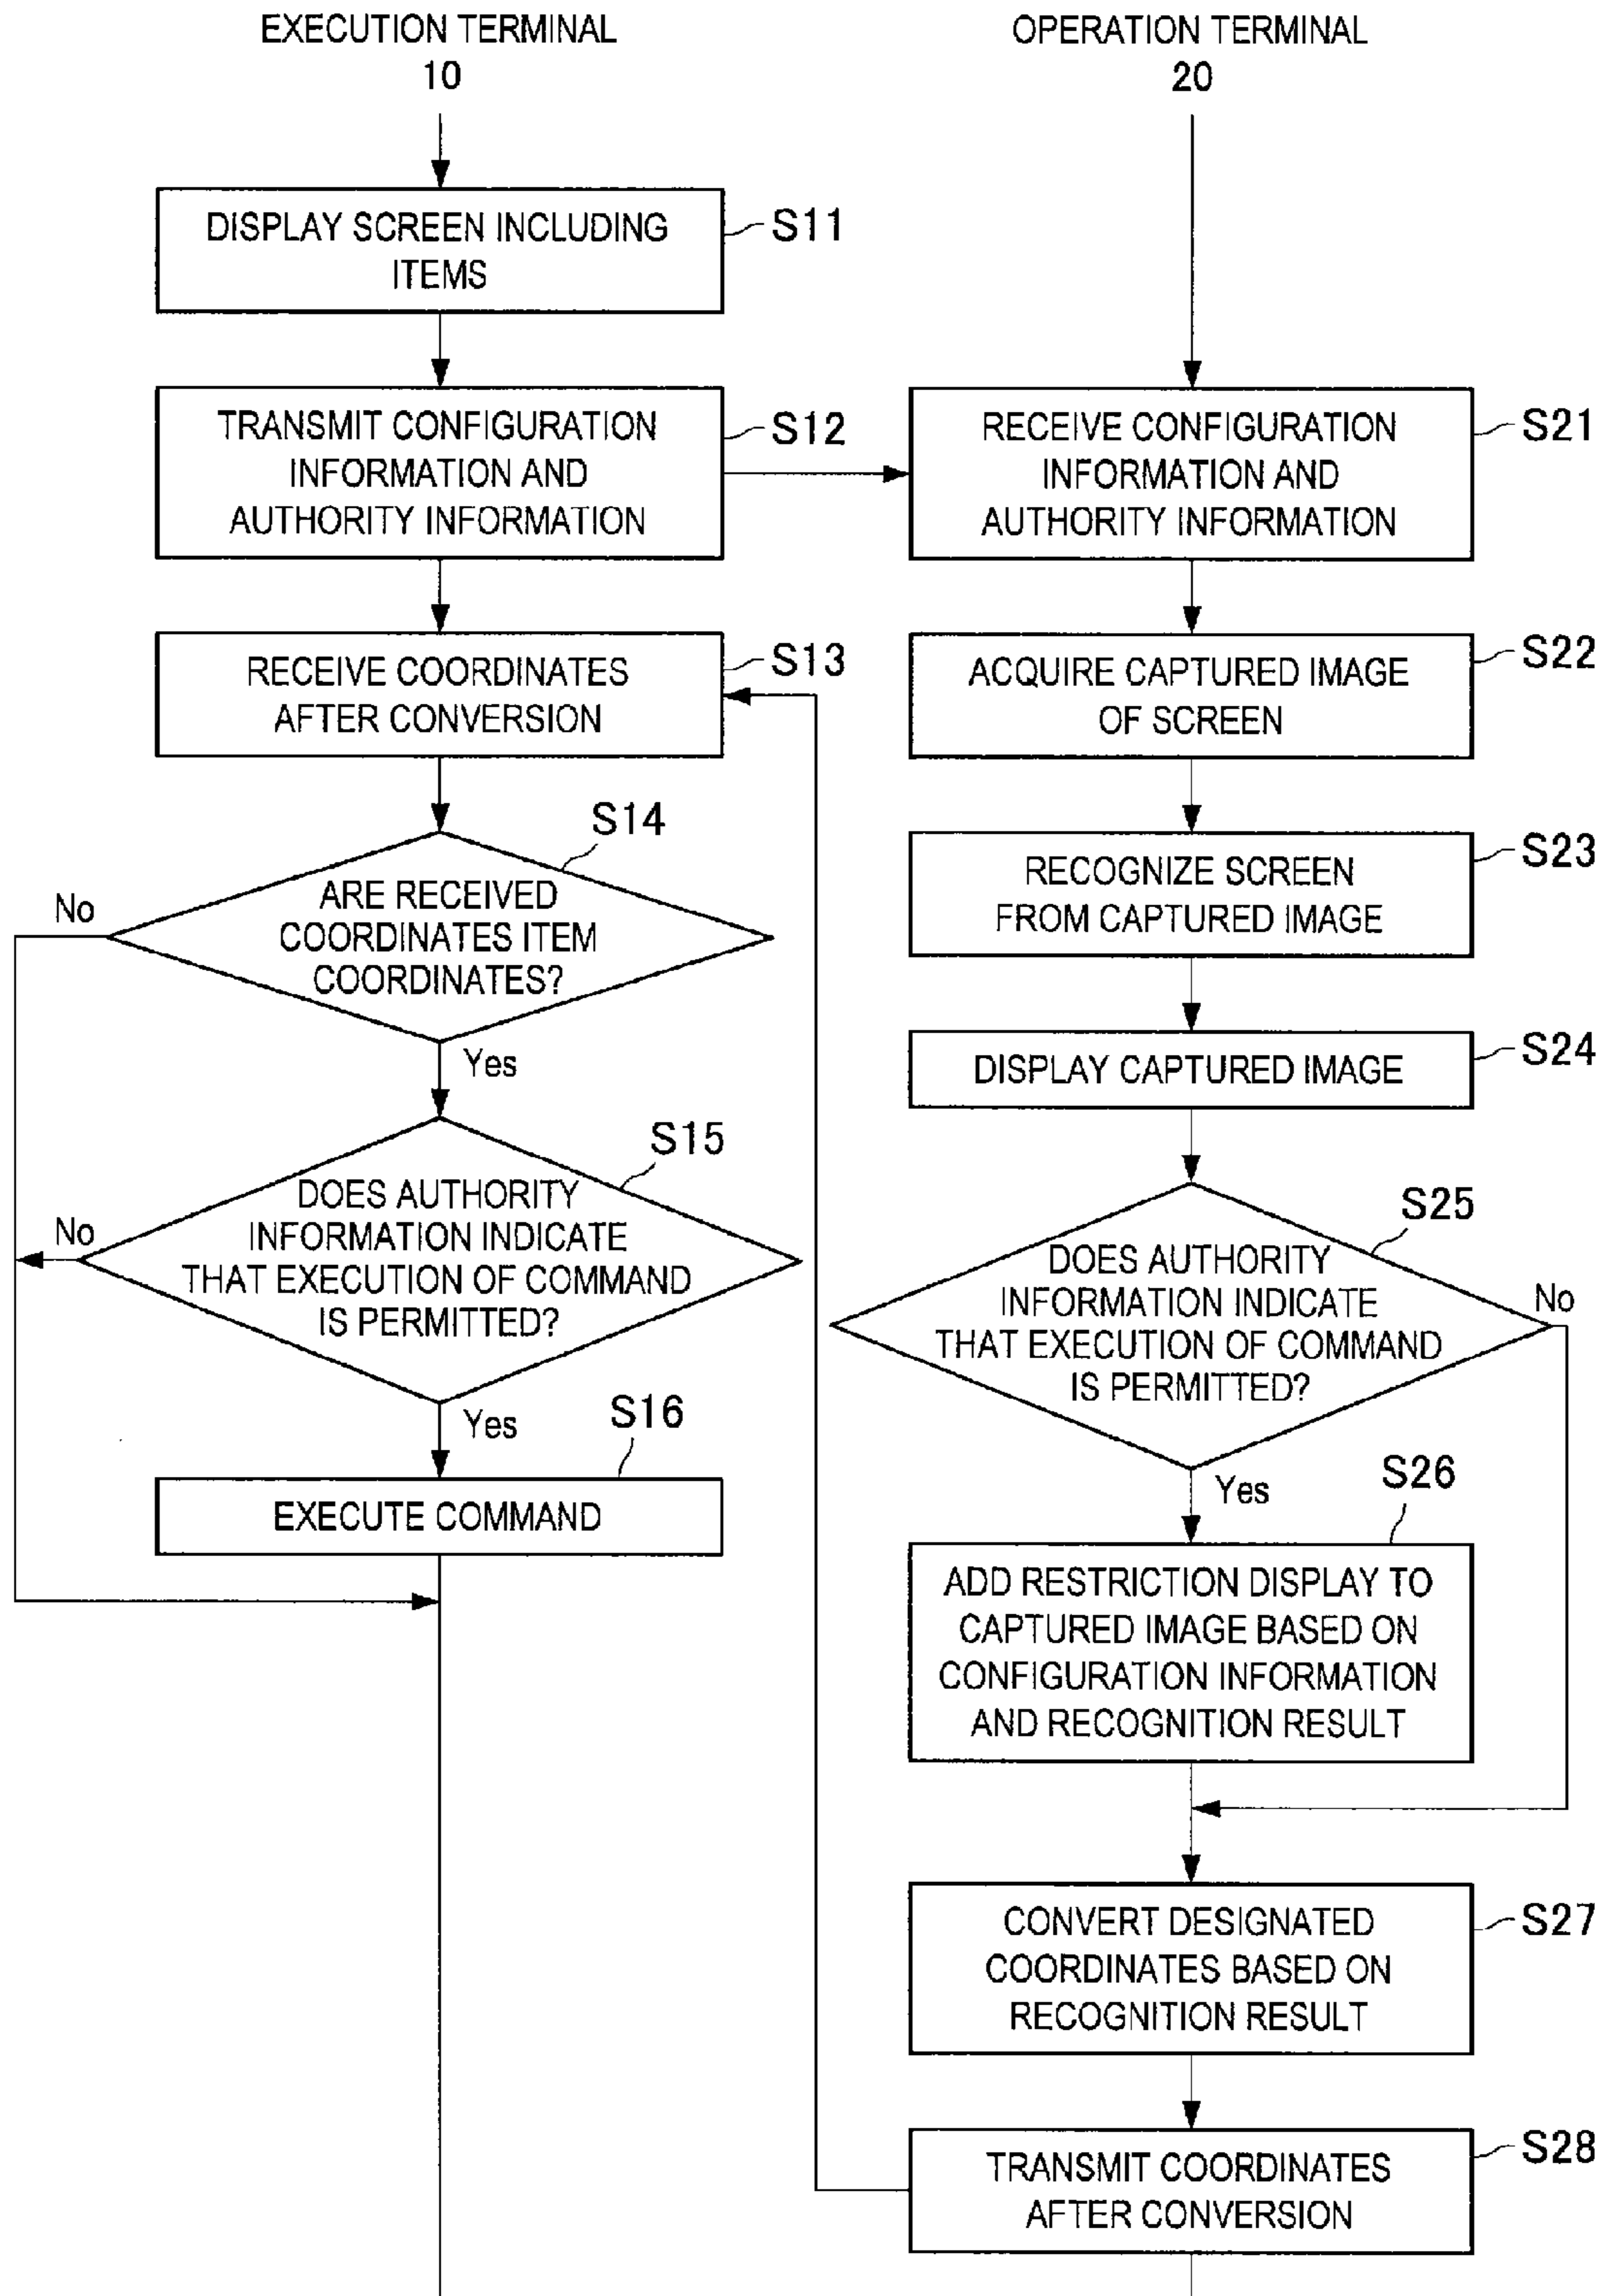 EXECUTION TERMINAL
10
DISPLAY SCREEN INCLUDING
ITEMS
S11
TRANSMIT CONFIGURATION
INFORMATION AND
AUTHORITY INFORMATION
S12
RECEIVE COORDINATES
AFTER CONVERSION
S13
S14
ARE RECEIVED
COORDINATES ITEM
COORDINATES?
No
Yes
S15
DOES AUTHORITY
INFORMATION INDICATE
THAT EXECUTION OF COMMAND
IS PERMITTED?
No
Yes
S16
EXECUTE COMMAND
OPERATION TERMINAL
20
RECEIVE CONFIGURATION
INFORMATION AND
AUTHORITY INFORMATION
S21
ACQUIRE CAPTURED IMAGE
OF SCREEN
S22
RECOGNIZE SCREEN
FROM CAPTURED IMAGE
S23
DISPLAY CAPTURED IMAGE
S24
S25
DOES AUTHORITY
INFORMATION INDICATE
THAT EXECUTION OF COMMAND
IS PERMITTED?
No
Yes
S26
ADD RESTRICTION DISPLAY TO
CAPTURED IMAGE BASED ON
CONFIGURATION INFORMATION
AND RECOGNITION RESULT
CONVERT DESIGNATED
COORDINATES BASED ON
RECOGNITION RESULT
S27
TRANSMIT COORDINATES
AFTER CONVERSION
S28